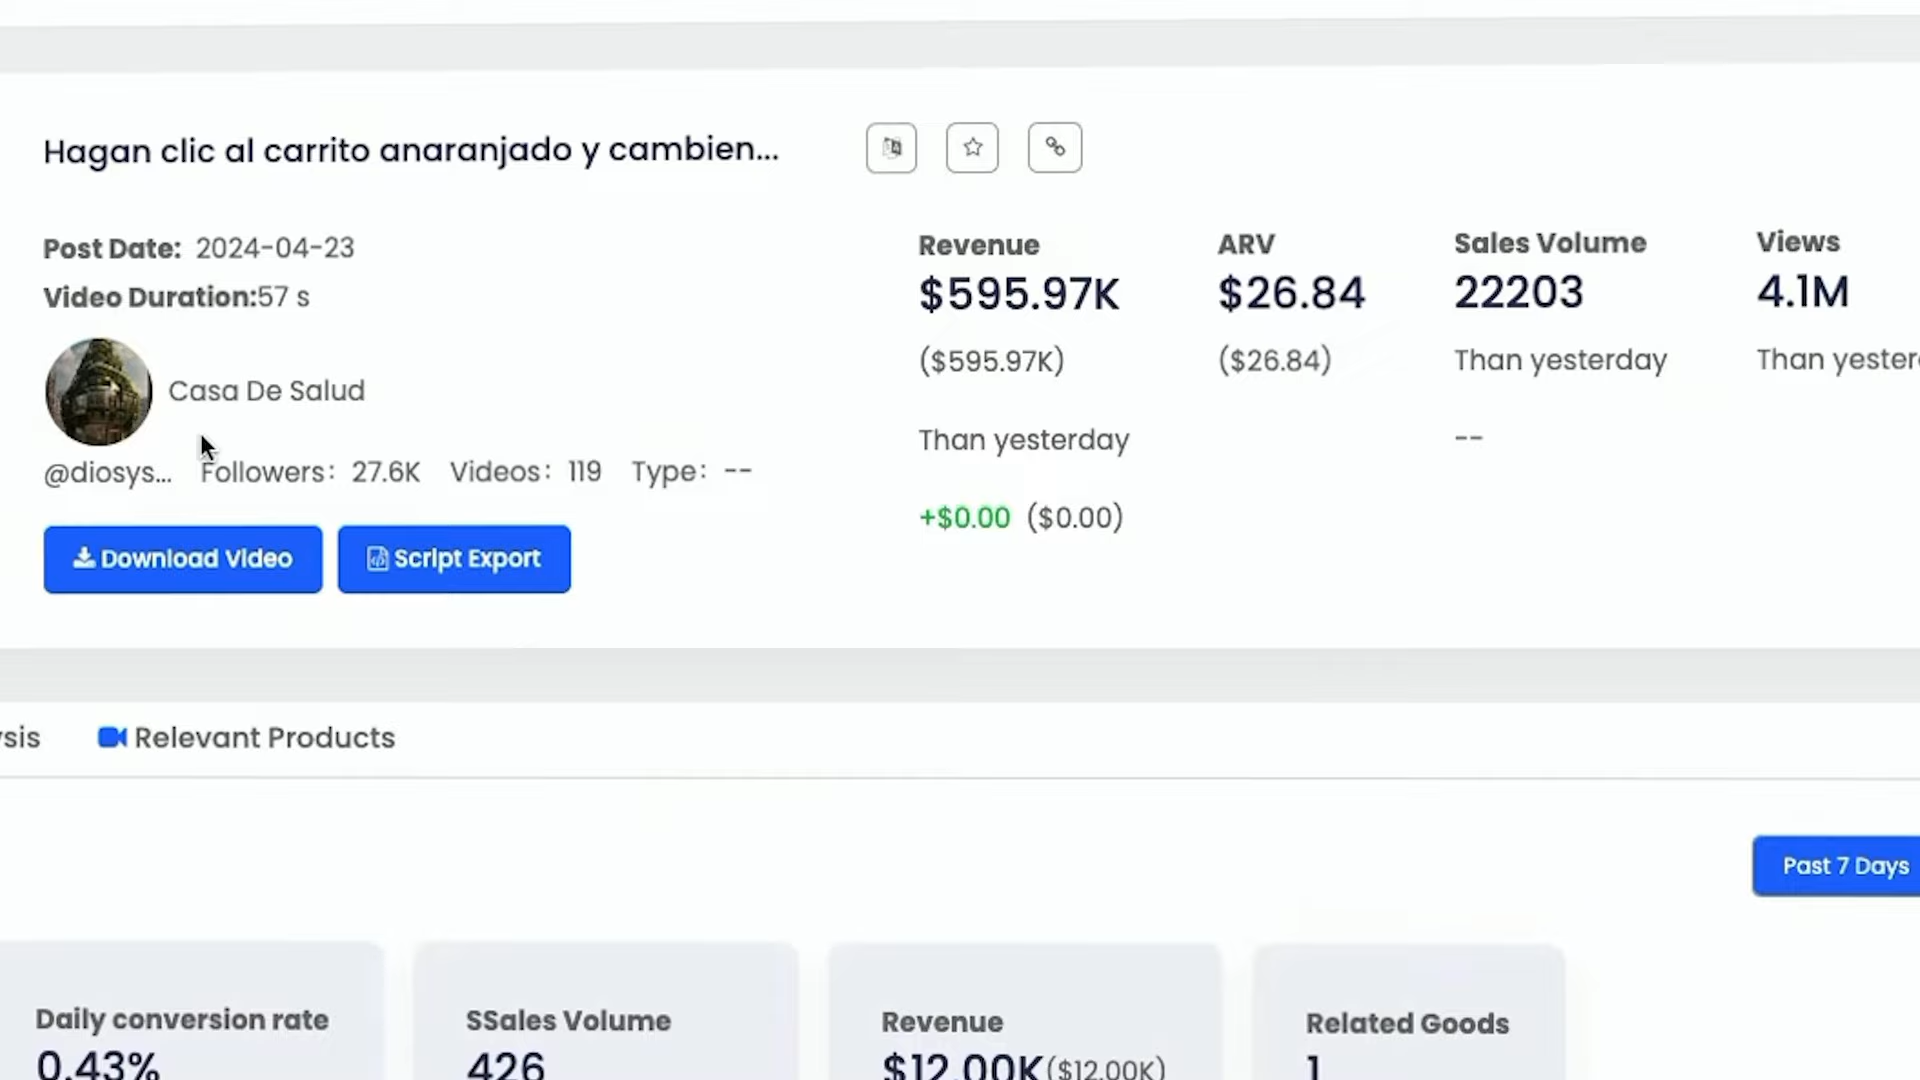 Hagan clic al carrito anaranjado y cambien...
Post Date: 2024-04-23
Video Duration:57 s
Casa De Salud
@diosys... Followers: 27.6K Videos: 119 Type: --
Download Video Script Export
Revenue ARV Sales Volume Views
$595.97K $26.84 22203 4.1M
($595.97K) ($26.84) Than yesterday Than yester
Than yesterday --
+$0.00 ($0.00)
sis Relevant Products
Past 7 Days
Daily conversion rate SSales Volume Revenue Related Goods
0.43% 426 $12.00K($12.00K) 1